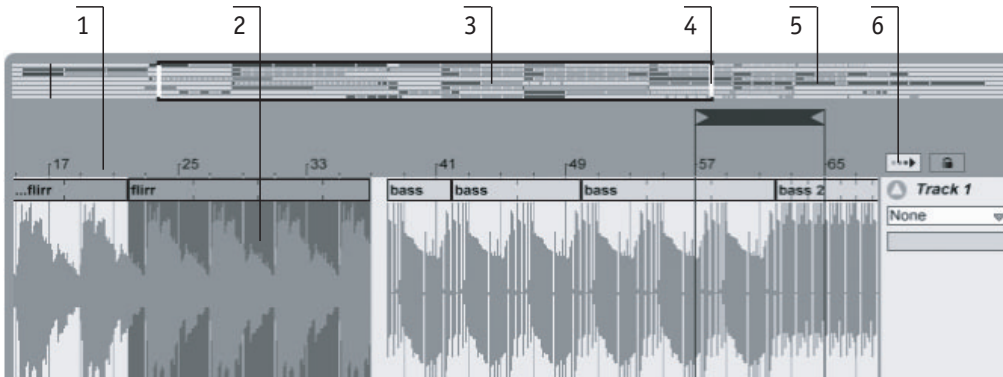 1 2 3 4 5 6
17 25 33 41 49 57 65
...flirr flirr bass bass bass bass 2
Track 1
None